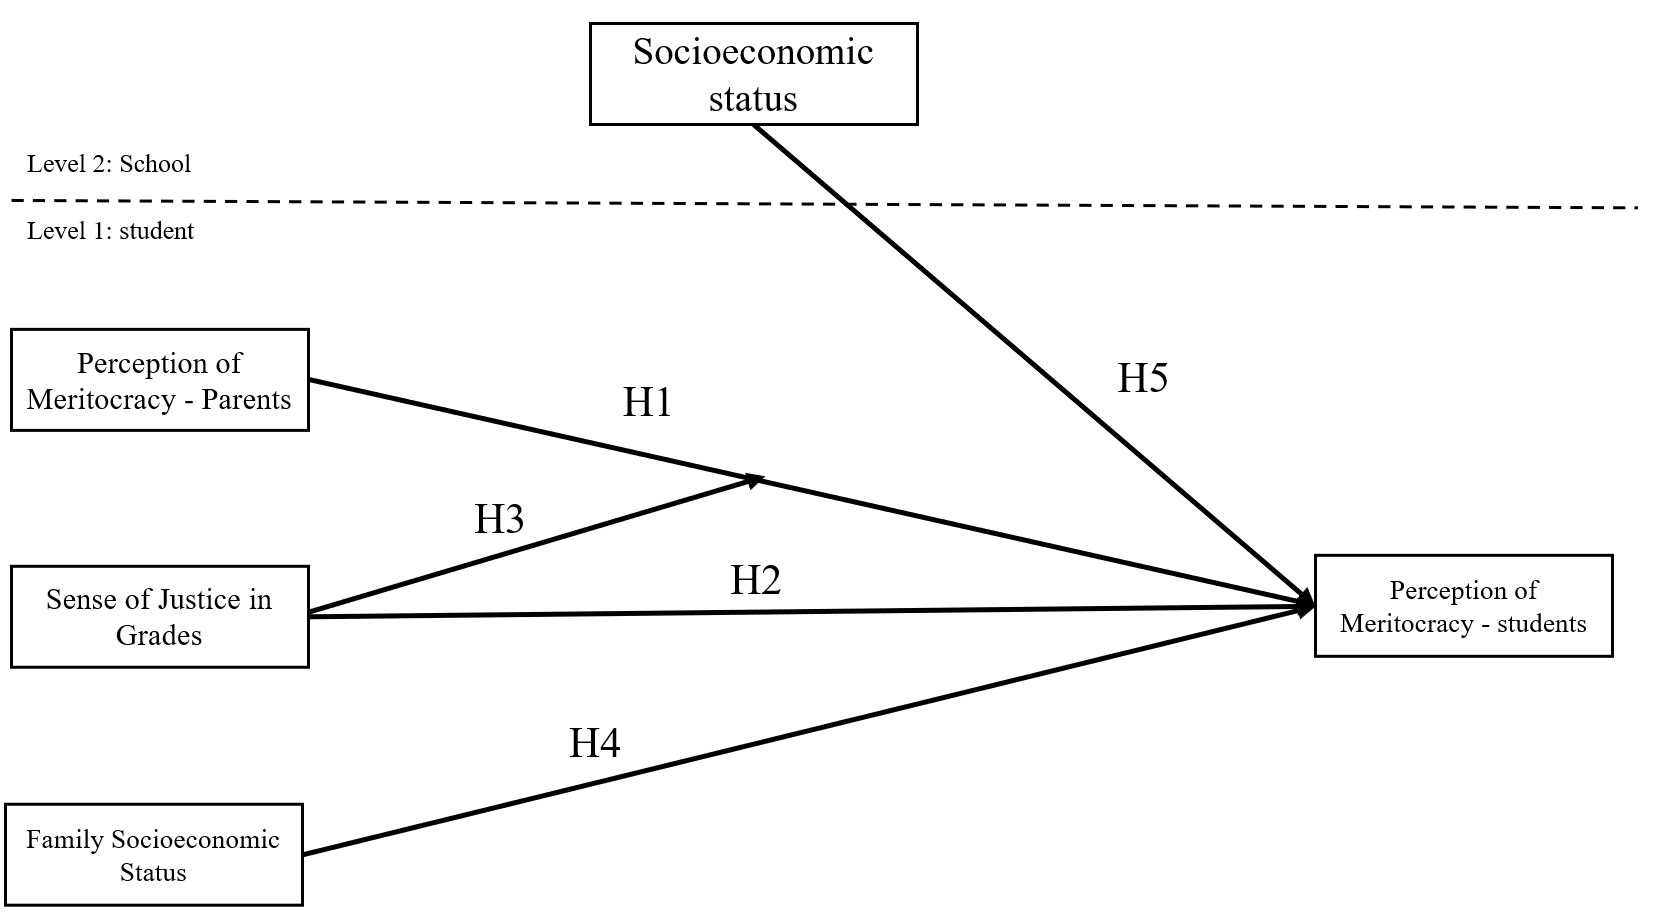 Socioeconomic
status
Level 2: School
Level 1: student
Perception of
Meritocracy - Parents
H1
H5
H3
Sense of Justice in
Grades
H2
Perception of
Meritocracy - students
H4
Family Socioeconomic
Status